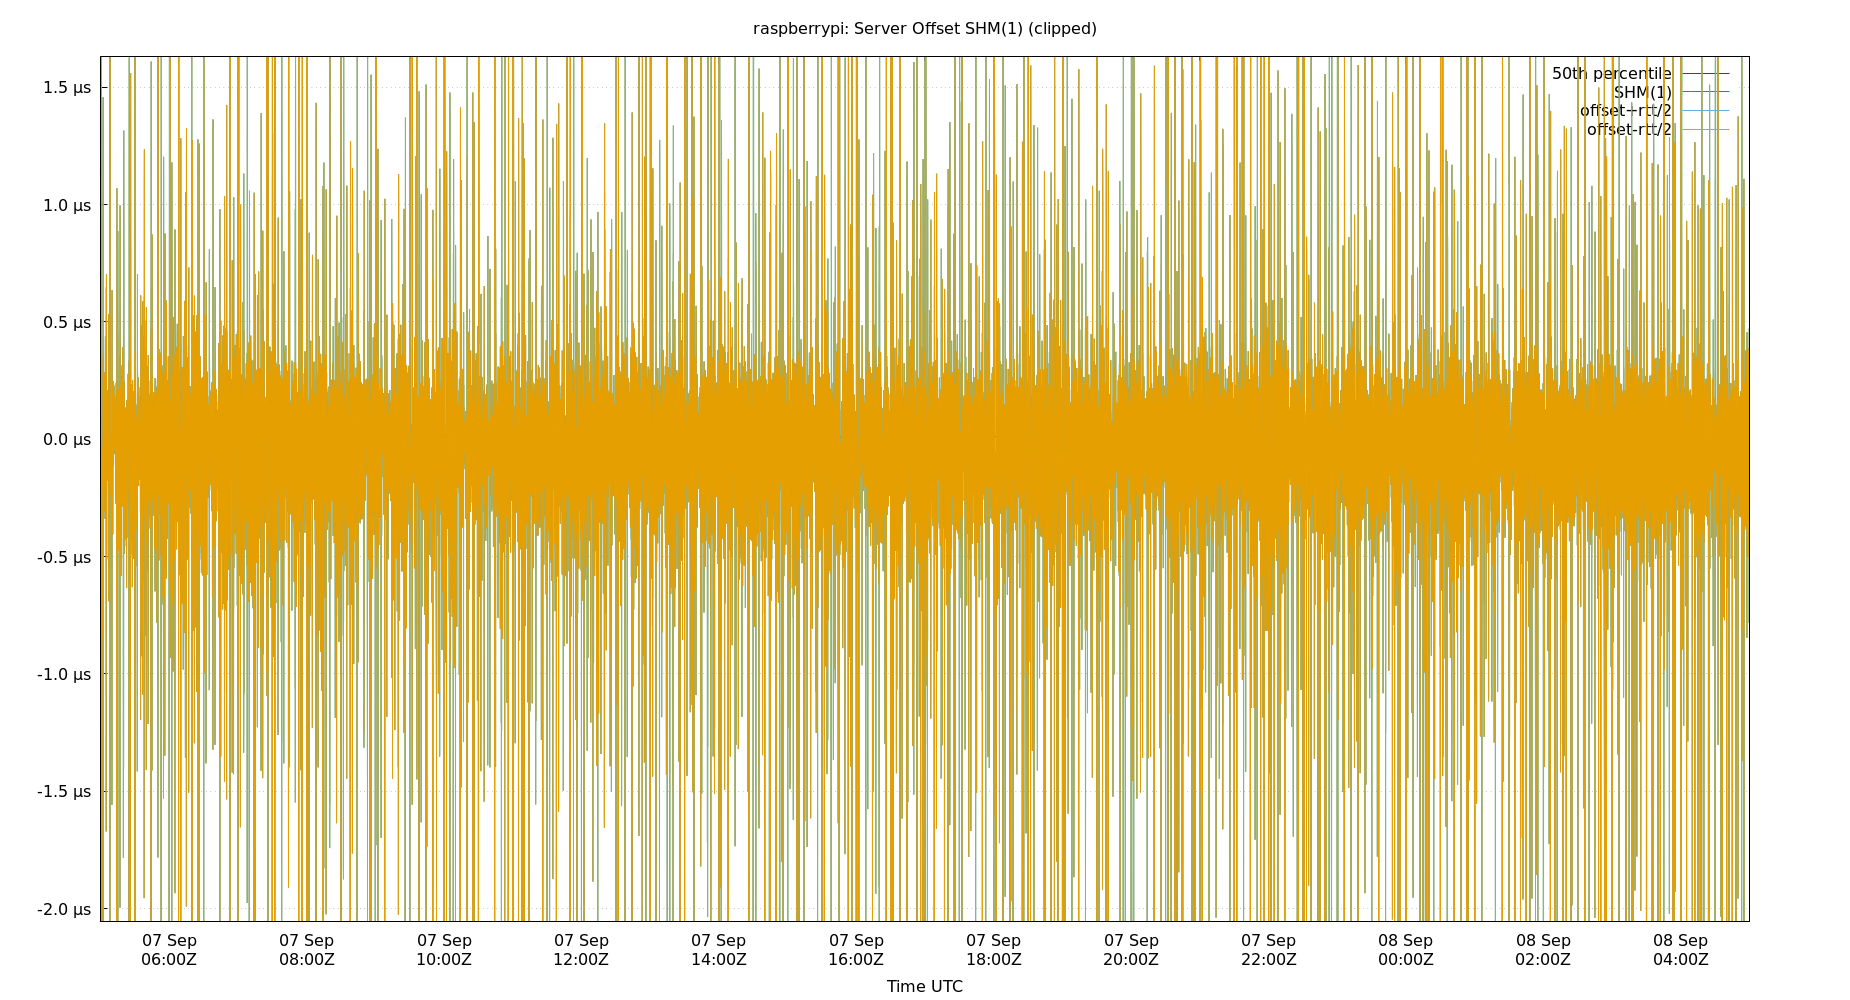 raspberrypi: Server Offset SHM(1) (clipped)
50th percentile
SHM(1)
offset+rtt/2
offset-rtt/2
1.5 µs
1.0 µs
0.5 µs
0.0 µs
-0.5 µs
-1.0 µs
-1.5 µs
-2.0 µs
07 Sep 07 Sep 07 Sep 07 Sep 07 Sep 07 Sep 07 Sep 07 Sep 07 Sep 08 Sep 08 Sep 08 Sep
06:00Z 08:00Z 10:00Z 12:00Z 14:00Z 16:00Z 18:00Z 20:00Z 22:00Z 00:00Z 02:00Z 04:00Z
Time UTC